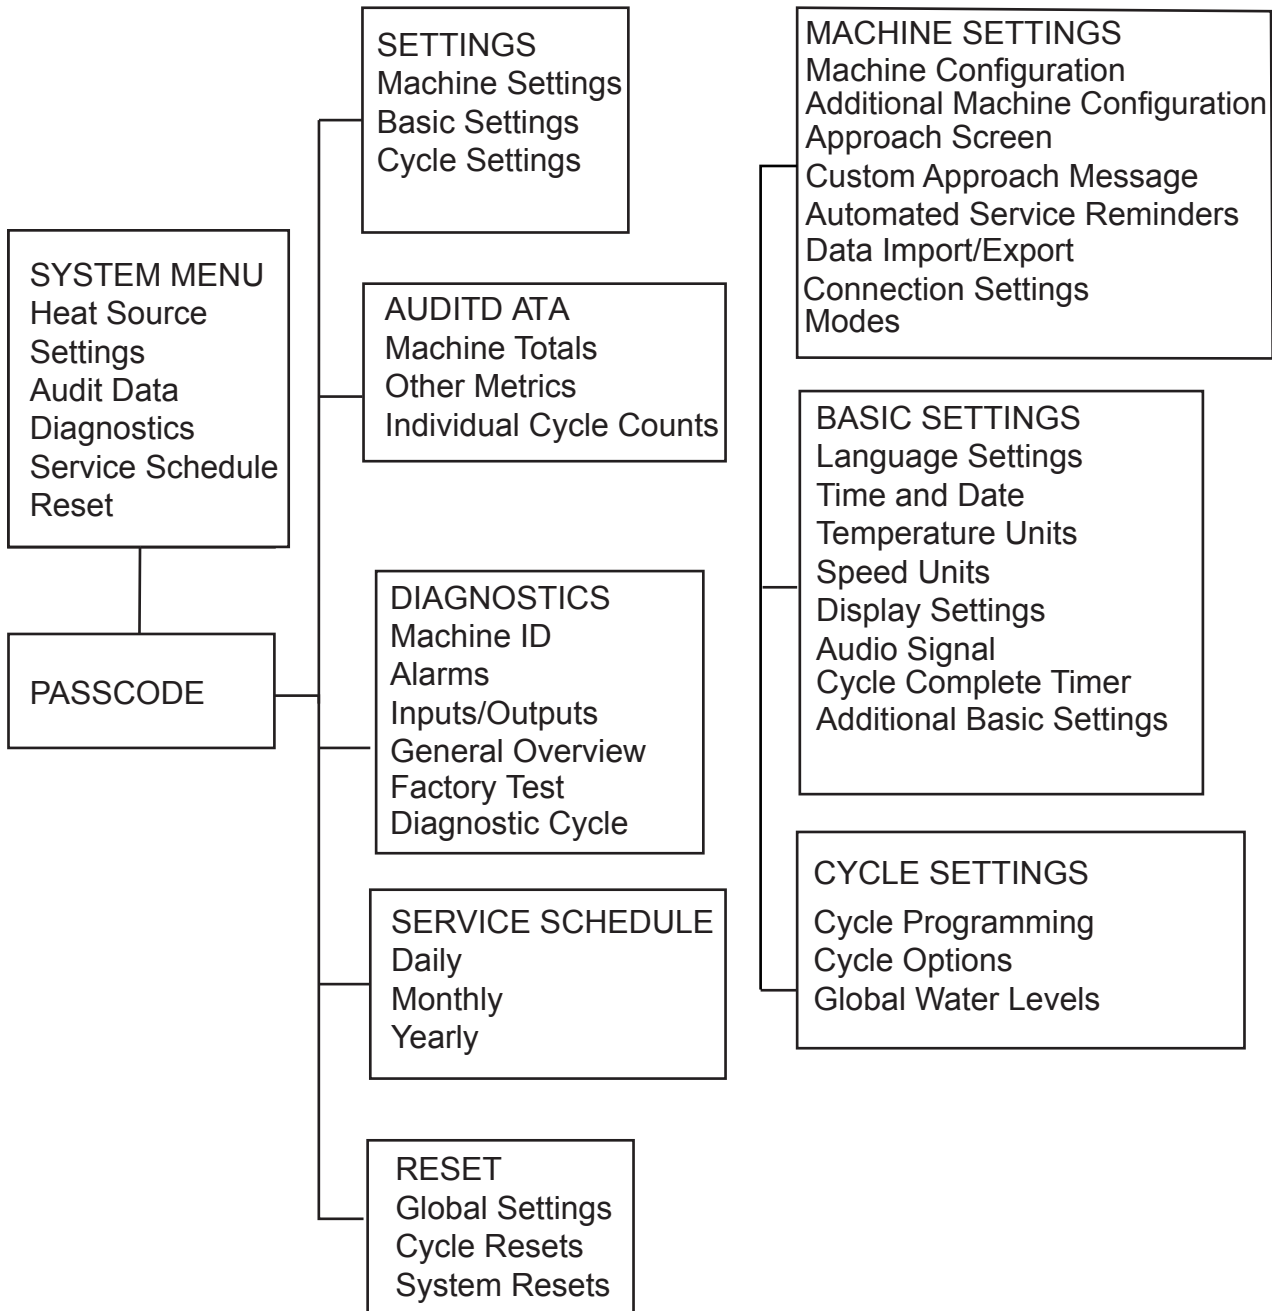 SYSTEM MENU
Heat Source
Settings
Audit Data
Diagnostics
Service Schedule
Reset
PASSCODE
SETTINGS
Machine Settings
Basic Settings
Cycle Settings
AUDITD ATA
Machine Totals
Other Metrics
Individual Cycle Counts
DIAGNOSTICS
Machine ID
Alarms
Inputs/Outputs
General Overview
Factory Test
Diagnostic Cycle
SERVICE SCHEDULE
Daily
Monthly
Yearly
RESET
Global Settings
Cycle Resets
System Resets
MACHINE SETTINGS
Machine Configuration
Additional Machine Configuration
Approach Screen
Custom Approach Message
Automated Service Reminders
Data Import/Export
Connection Settings
Modes
BASIC SETTINGS
Language Settings
Time and Date
Temperature Units
Speed Units
Display Settings
Audio Signal
Cycle Complete Timer
Additional Basic Settings
CYCLE SETTINGS
Cycle Programming
Cycle Options
Global Water Levels